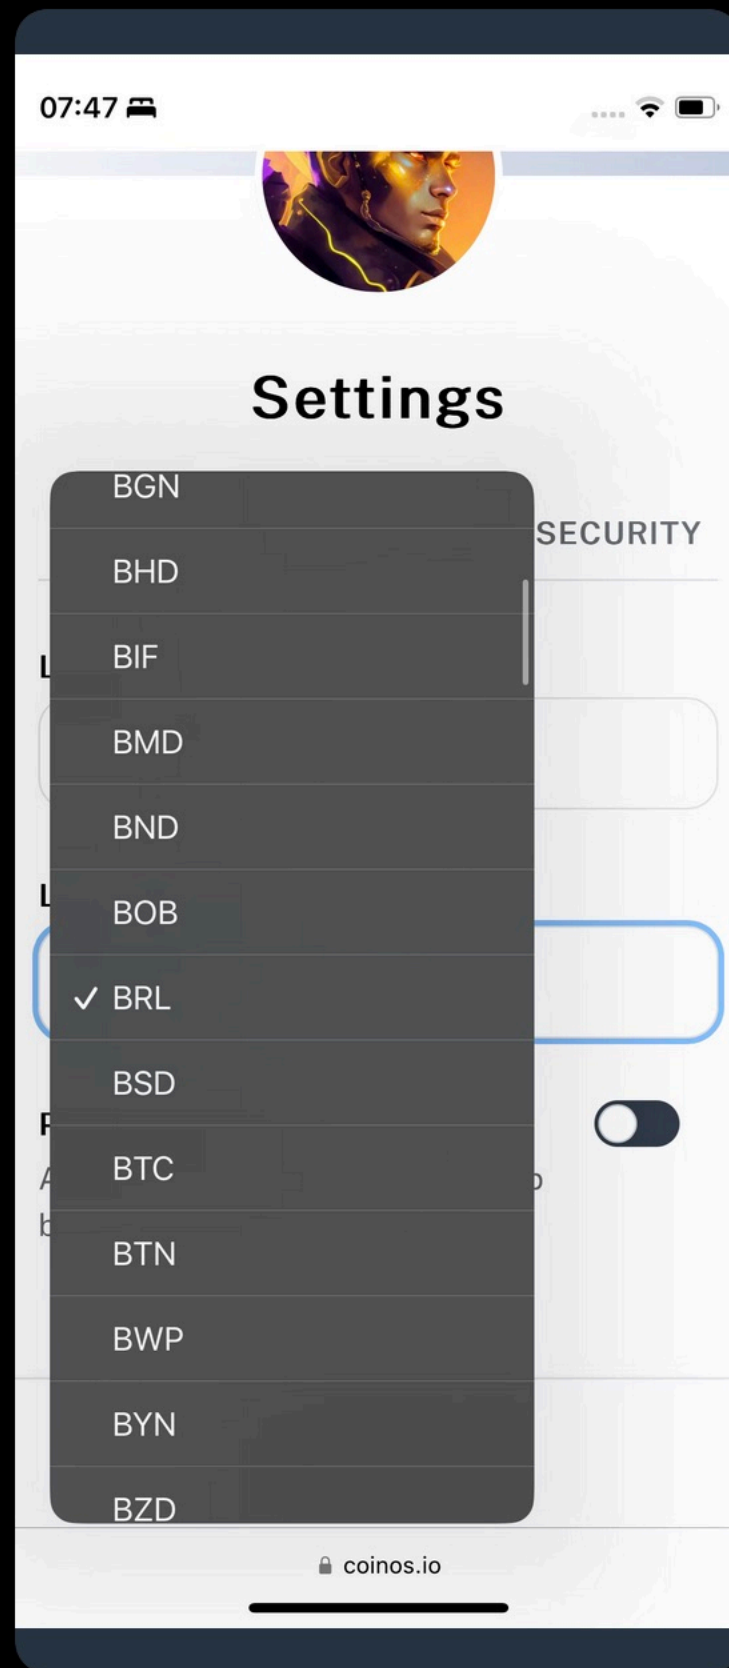 07:47
Settings
BGN
SECURITY
BHD
L
BIF
BMD
BND
L
BOB
BRL
BSD
BTC
BTN
BWP
BYN
BZD
coinos.io